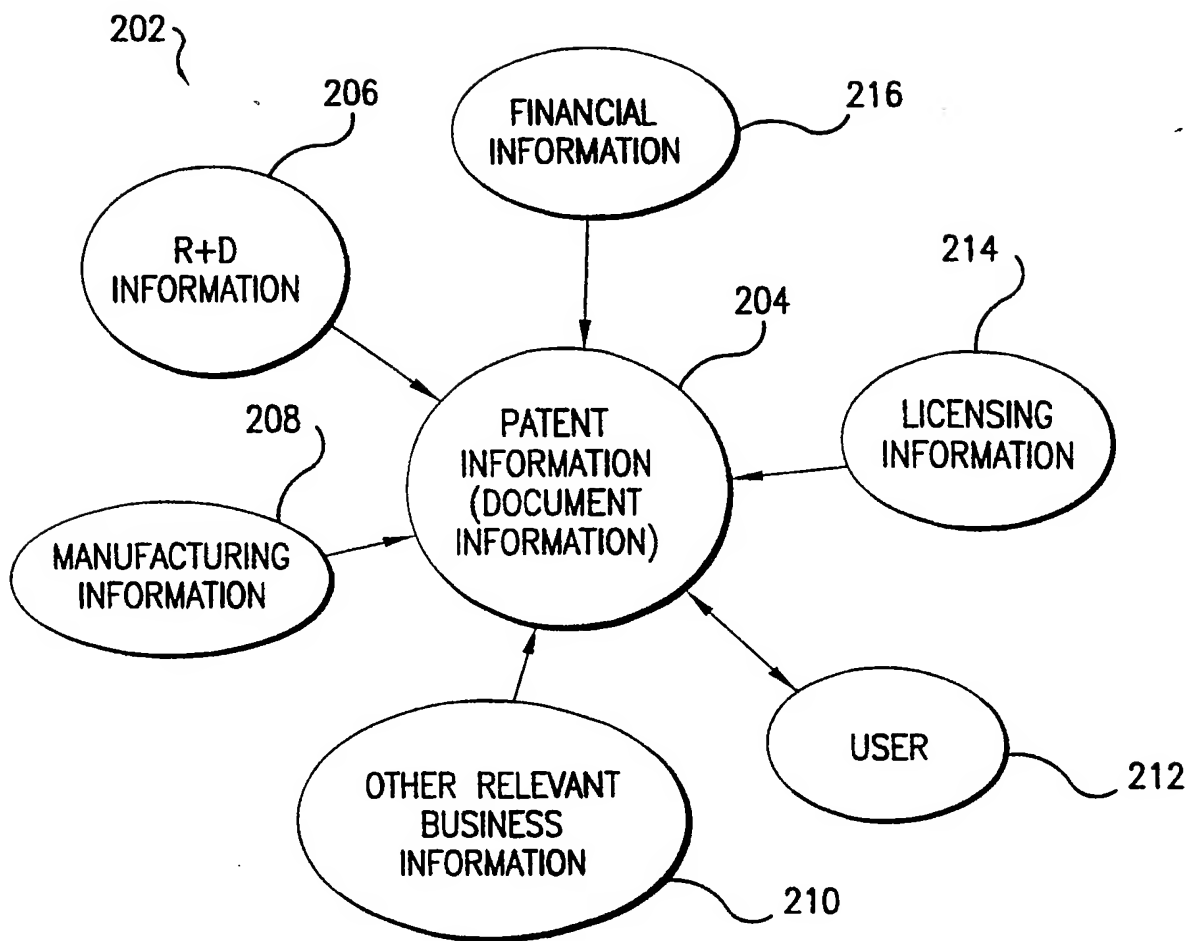 202
206
216
FINANCIAL
INFORMATION
R+D
INFORMATION
214
204
208
PATENT
INFORMATION
(DOCUMENT
INFORMATION)
LICENSING
INFORMATION
MANUFACTURING
INFORMATION
USER
212
OTHER RELEVANT
BUSINESS
INFORMATION
210